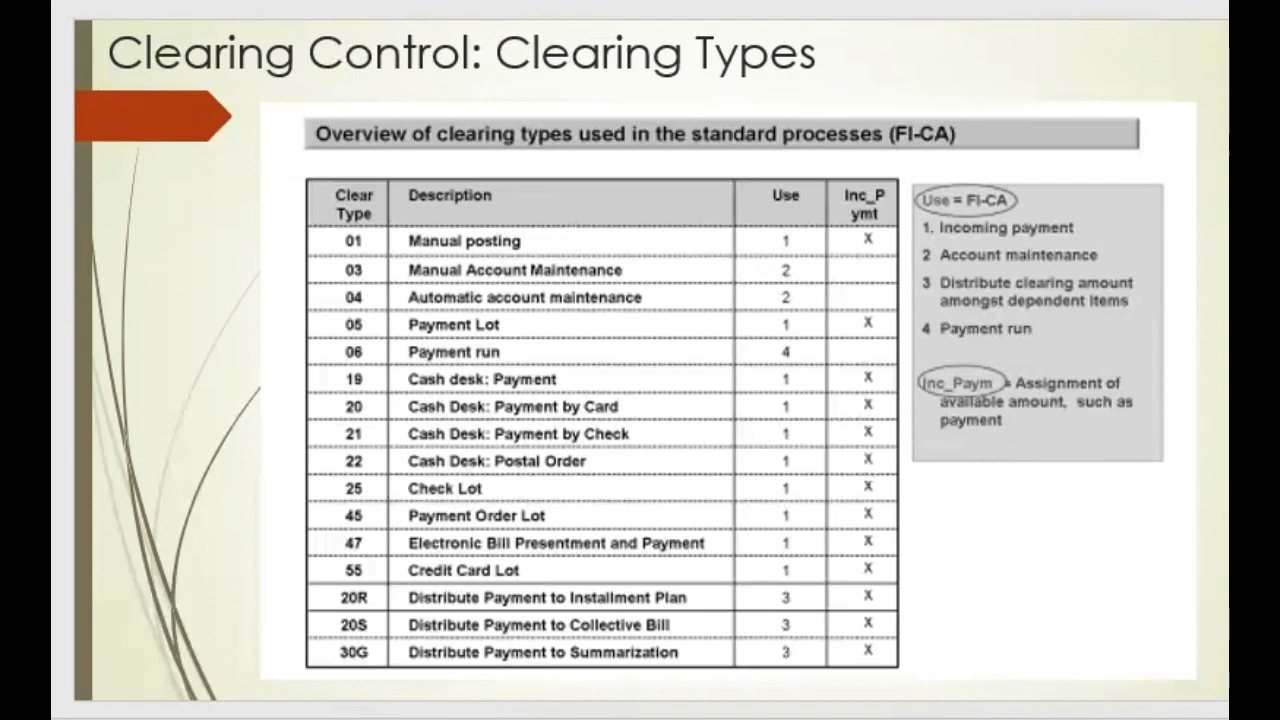 Clearing Control: Clearing Types
Overview of clearing types used in the standard processes (FI-CA)
Clear Type Description Use Inc_P ymt
01 Manual posting 1 X
03 Manual Account Maintenance 2
04 Automatic account maintenance 2
05 Payment Lot 1 X
06 Payment run 4
19 Cash desk: Payment 1 X
20 Cash Desk: Payment by Card 1 X
21 Cash Desk: Payment by Check 1 X
22 Cash Desk: Postal Order 1 X
25 Check Lot 1 X
45 Payment Order Lot 1 X
47 Electronic Bill Presentment and Payment 1 X
55 Credit Card Lot 1 X
20R Distribute Payment to Installment Plan 3 X
20S Distribute Payment to Collective Bill 3 X
30G Distribute Payment to Summarization 3 X
Use = FI-CA
1. Incoming payment
2 Account maintenance
3 Distribute clearing amount
amongst dependent items
4 Payment run
Inc_Paym = Assignment of
available amount, such as
payment